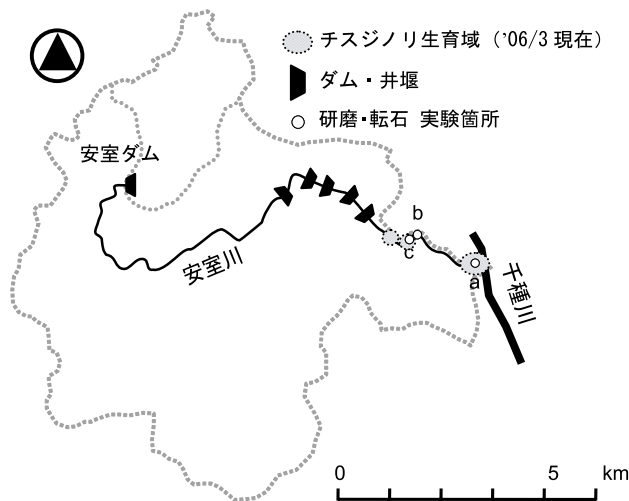 チスジノリ生育域（'06/3 現在）
ダム・井堰
研磨・転石 実験箇所
安室ダム
安室川
b
c
a
千種川
0 5 km